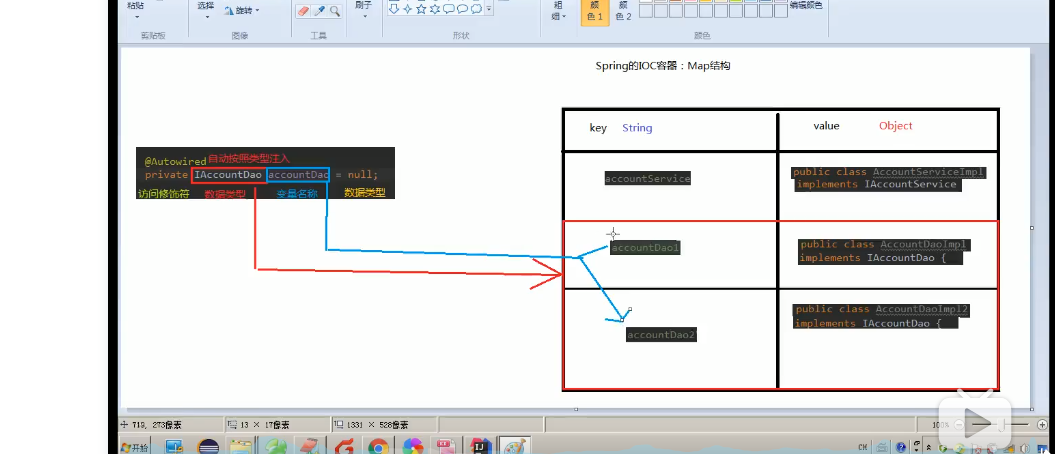 粘贴
选择
旋转
刷子
粗
细
颜
色 1
颜
色 2
编辑颜色
剪贴板
图像
工具
形状
颜色
Spring的IOC容器：Map结构
key String
value Object
@Autowired 自动按照类型注入
private IAccountDao accountDao = null;
访问修饰符 数据类型 变量名称 数据类型
accountService
public class AccountServiceImpl
implements IAccountService
accountDao1
public class AccountDaoImpl
implements IAccountDao {
accountDao2
public class AccountDaoImpl2
implements IAccountDao {
719, 273像素
13 × 17像素
1331 × 528像素
100%
开始
CH